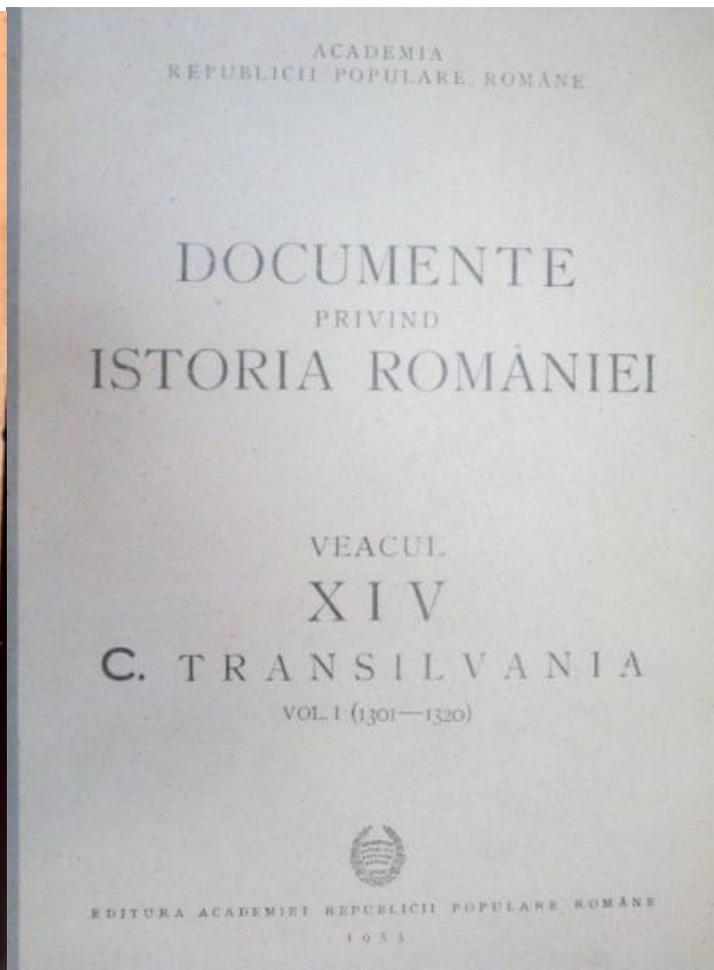 ACADEMIA
REPUBLICII POPULARE ROMÂNE
DOCUMENTE
PRIVIND
ISTORIA ROMÂNIEI
VEACUL
XIV
C. TRANSILVANIA
VOL. I (1301—1320)
EDITURA ACADEMIEI REPUBLICII POPULARE ROMÂNE
1953